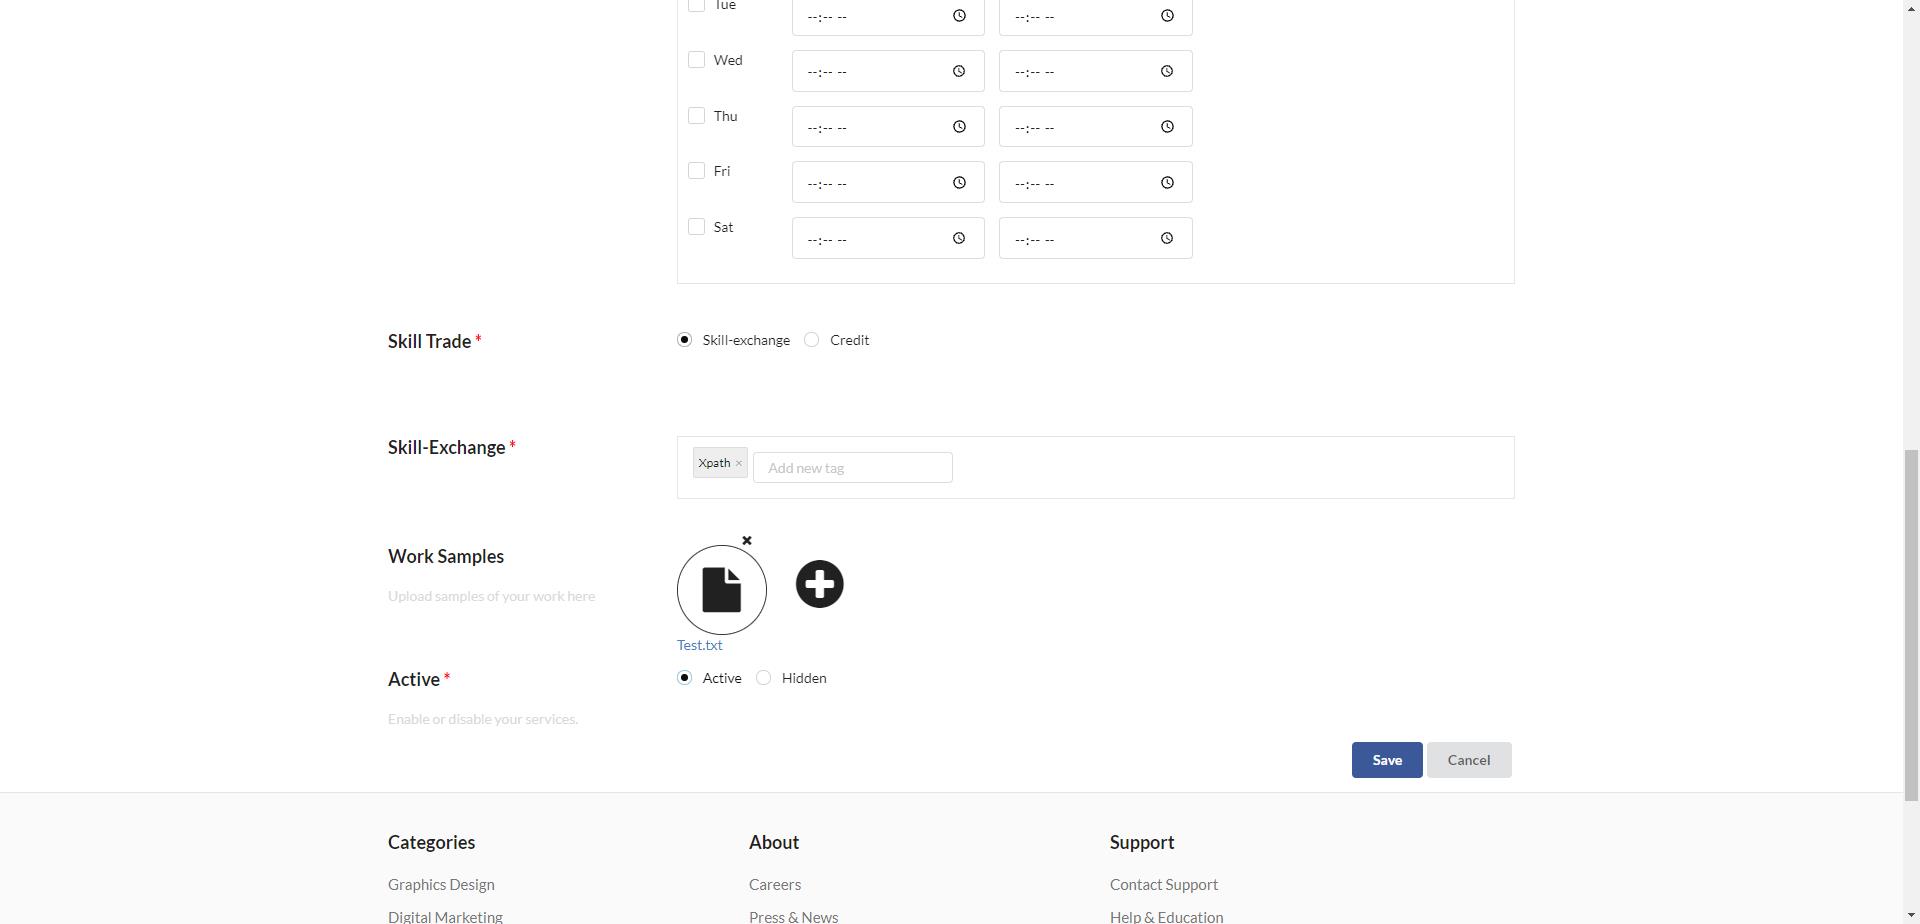 Tue --:-- -- --:-- --
Wed --:-- -- --:-- --
Thu --:-- -- --:-- --
Fri --:-- -- --:-- --
Sat --:-- -- --:-- --
Skill Trade * Skill-exchange Credit
Skill-Exchange * Xpath × Add new tag
Work Samples
Upload samples of your work here
Test.txt
Active * Active Hidden
Enable or disable your services.
Save Cancel
Categories About Support
Graphics Design Careers Contact Support
Digital Marketing Press & News Help & Education